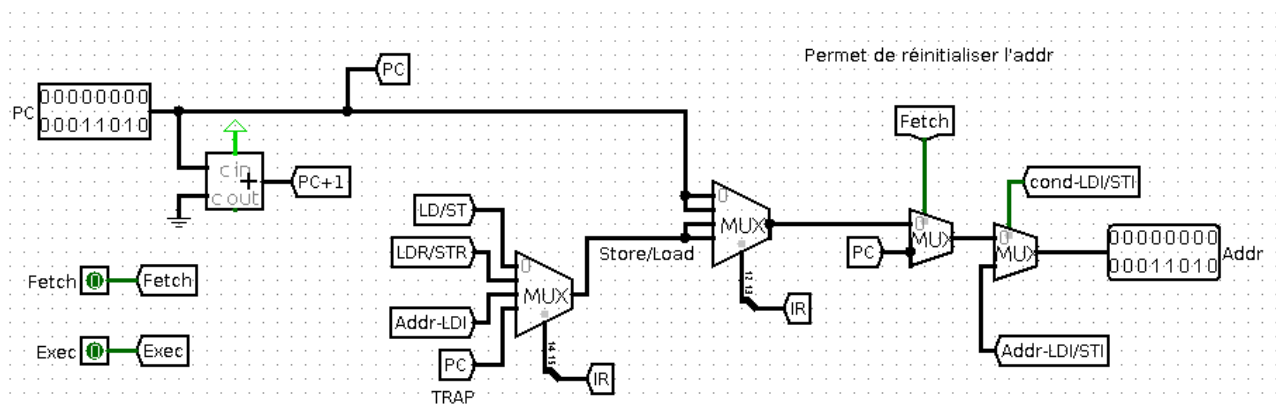 Permet de réinitialiser l'addr
PC
00000000
00011010
PC
c in
+
c out
PC+1
Fetch
0
Fetch
Exec
0
Exec
LD/ST
LDR/STR
Addr-LDI
PC
TRAP
0
MUX
14-15
IR
Store/Load
0
MUX
12 13
IR
Fetch
PC
0
MUX
cond-LDI/STI
0
MUX
Addr-LDI/STI
00000000
00011010
Addr